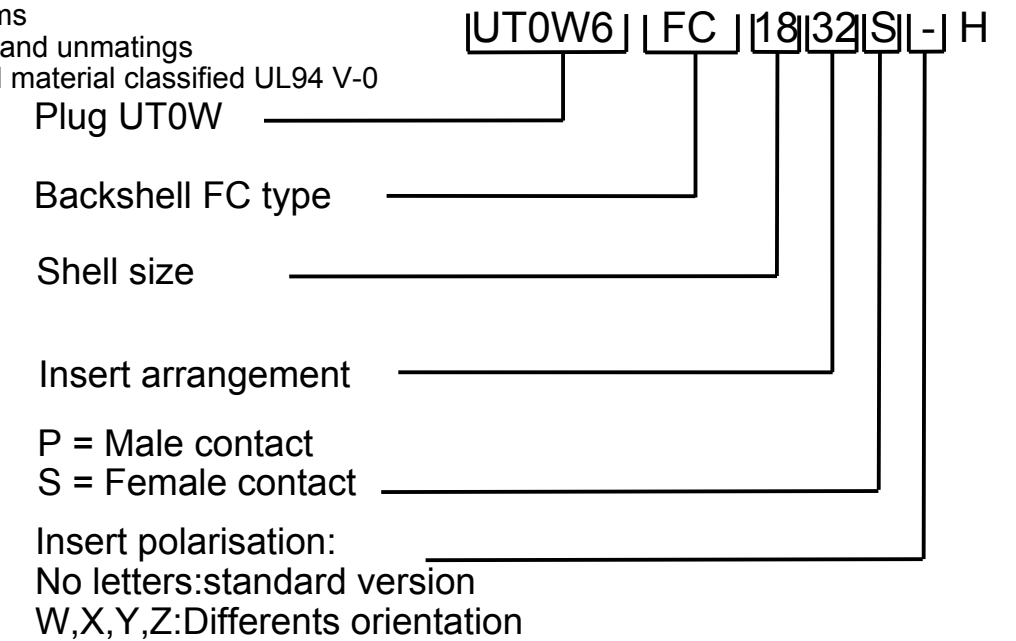 UT0W6 FC 18 32 S - H
and unmatings
material classified UL94 V-0
Plug UT0W
Backshell FC type
Shell size
Insert arrangement
P = Male contact
S = Female contact
Insert polarisation:
No letters:standard version
W,X,Y,Z:Differents orientation